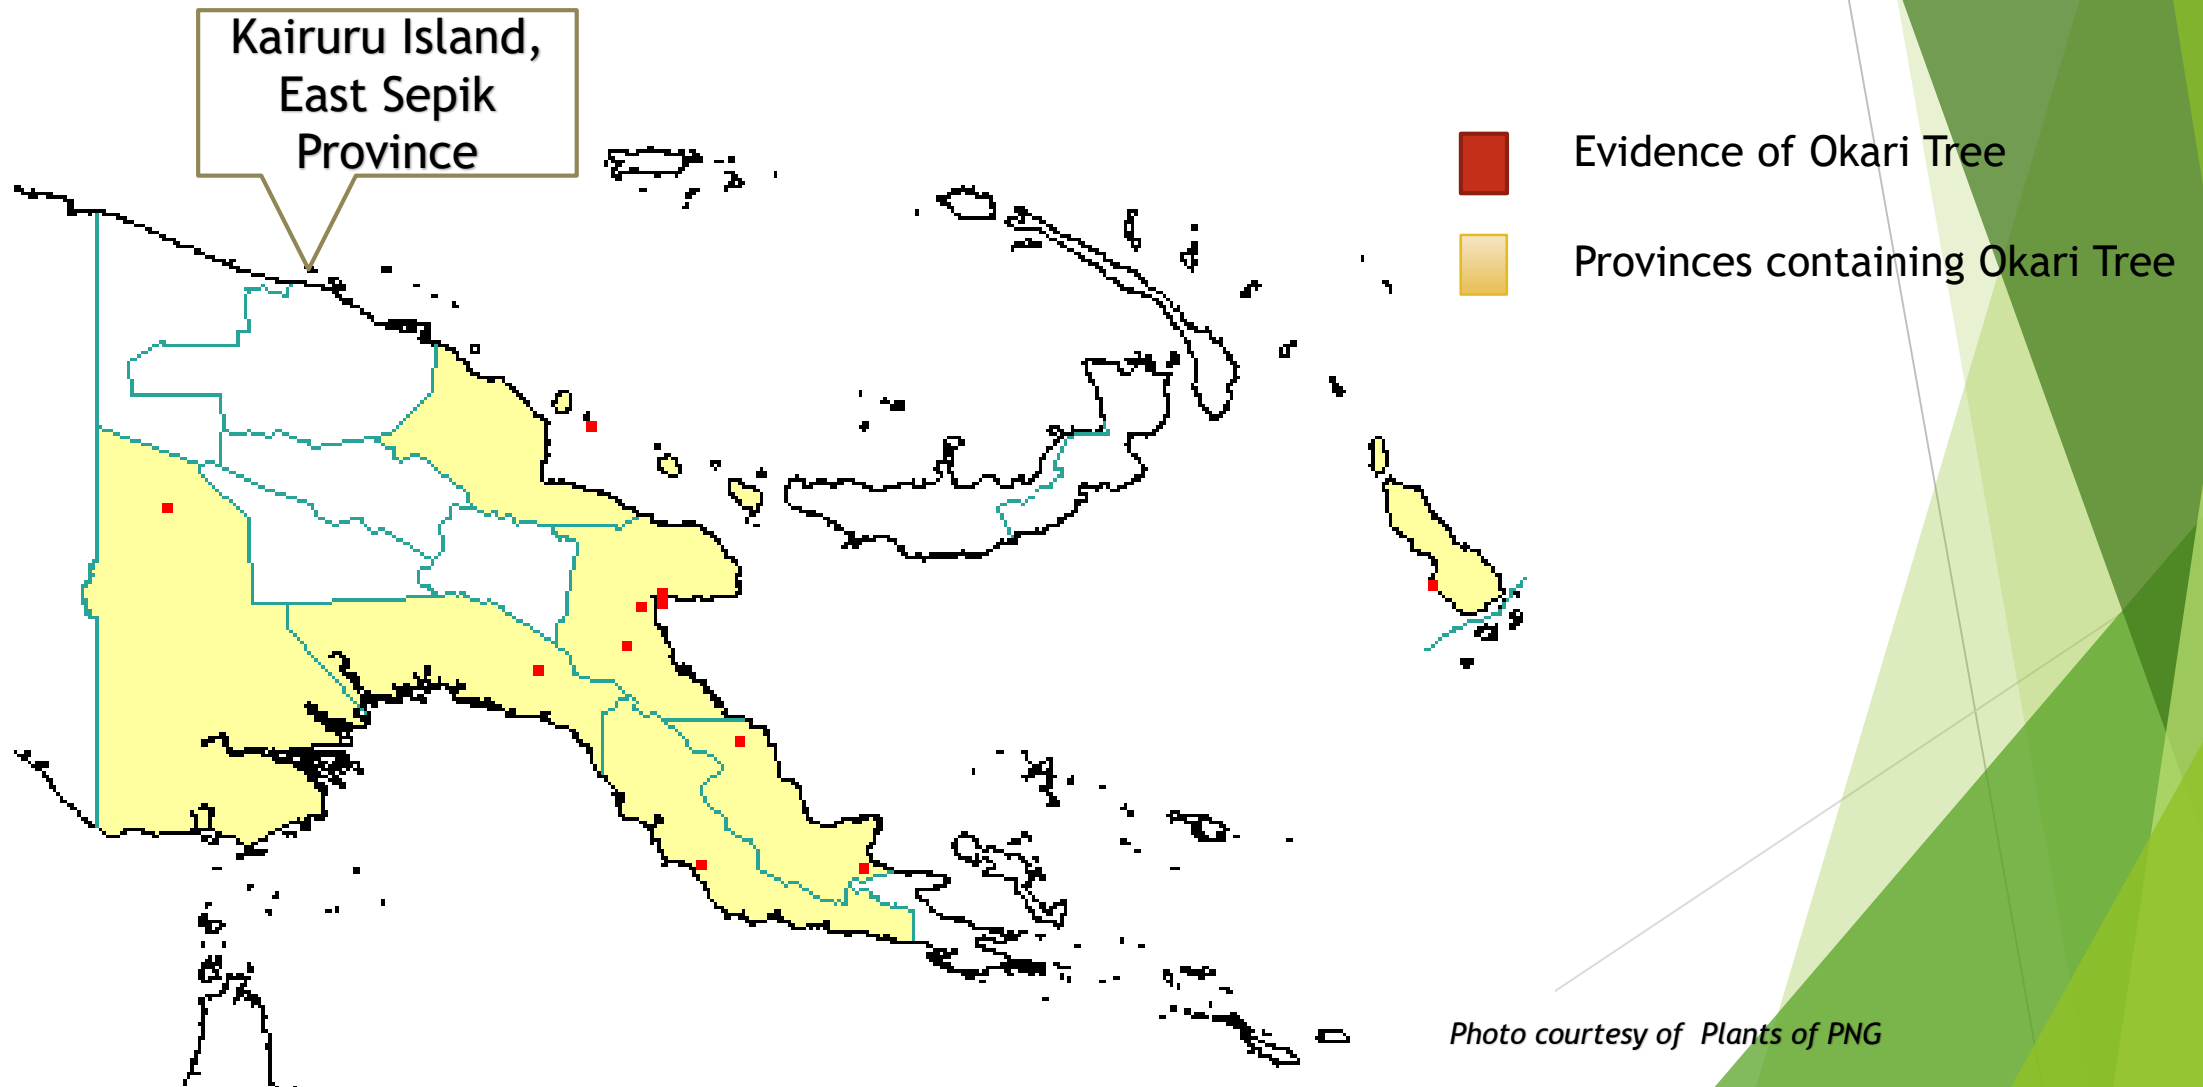 Kairuru Island,
East Sepik
Province
Evidence of Okari Tree
Provinces containing Okari Tree
Photo courtesy of Plants of PNG